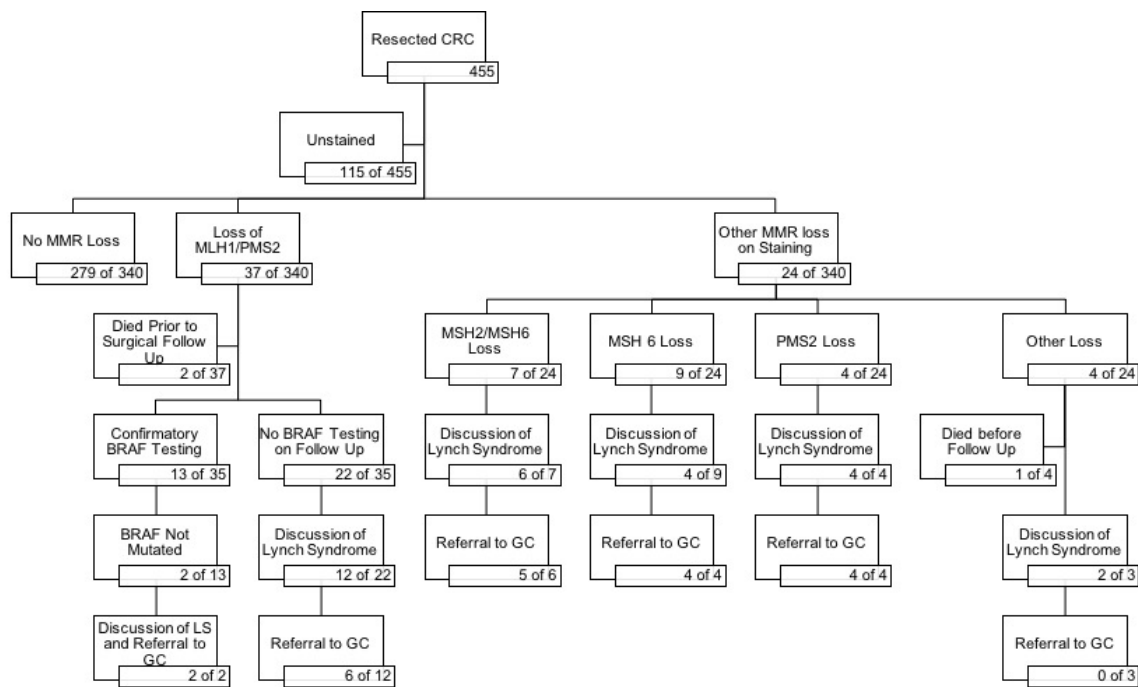 Resected CRC
455
Unstained
115 of 455
No MMR Loss
279 of 340
Loss of
MLH1/PMS2
37 of 340
Other MMR loss
on Staining
24 of 340
Died Prior to
Surgical Follow
Up
2 of 37
MSH2/MSH6
Loss
7 of 24
MSH 6 Loss
9 of 24
PMS2 Loss
4 of 24
Other Loss
4 of 24
Confirmatory
BRAF Testing
13 of 35
No BRAF Testing
on Follow Up
22 of 35
Discussion of
Lynch Syndrome
6 of 7
Discussion of
Lynch Syndrome
4 of 9
Discussion of
Lynch Syndrome
4 of 4
Died before
Follow Up
1 of 4
BRAF Not
Mutated
2 of 13
Discussion of
Lynch Syndrome
12 of 22
Referral to GC
5 of 6
Referral to GC
4 of 4
Referral to GC
4 of 4
Discussion of
Lynch Syndrome
2 of 3
Discussion of LS
and Referral to
GC
2 of 2
Referral to GC
6 of 12
Referral to GC
0 of 3